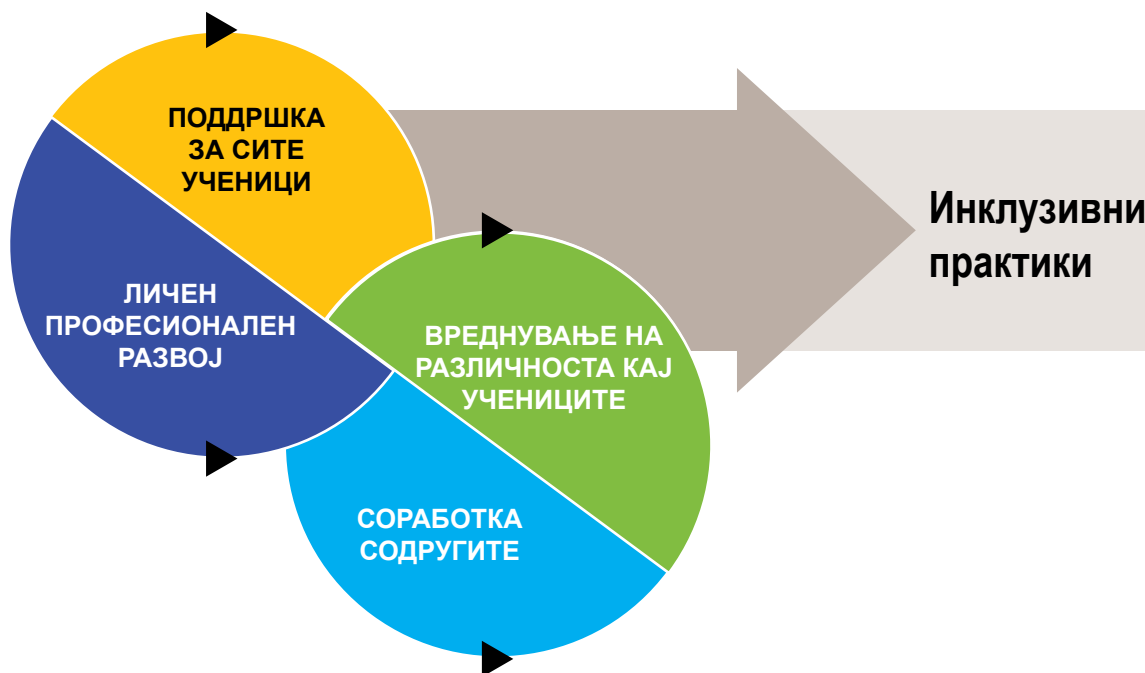 ПОДДРШКА
ЗА СИТЕ
УЧЕНИЦИ
ЛИЧЕН
ПРОФЕСИОНАЛЕН
РАЗВОЈ
ВРЕДНУВАЊЕ НА
РАЗЛИЧНОСТА КАЈ
УЧЕНИЦИТЕ
СОРАБОТКА
СОДРУГИТЕ
Инклузивни
практики